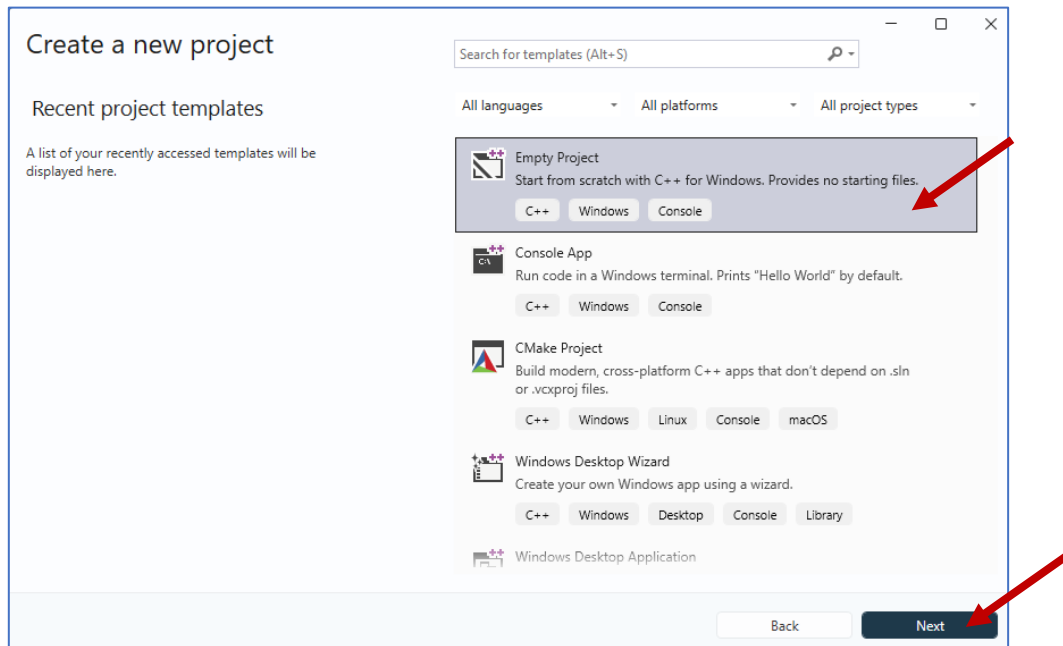 Create a new project
Search for templates (Alt+S)
Recent project templates
A list of your recently accessed templates will be
displayed here.
All languages
All platforms
All project types
Empty Project
Start from scratch with C++ for Windows. Provides no starting files.
C++ Windows Console
Console App
Run code in a Windows terminal. Prints "Hello World" by default.
C++ Windows Console
CMake Project
Build modern, cross-platform C++ apps that don't depend on .sln
or .vcxproj files.
C++ Windows Linux Console macOS
Windows Desktop Wizard
Create your own Windows app using a wizard.
C++ Windows Desktop Console Library
Windows Desktop Application
Back Next